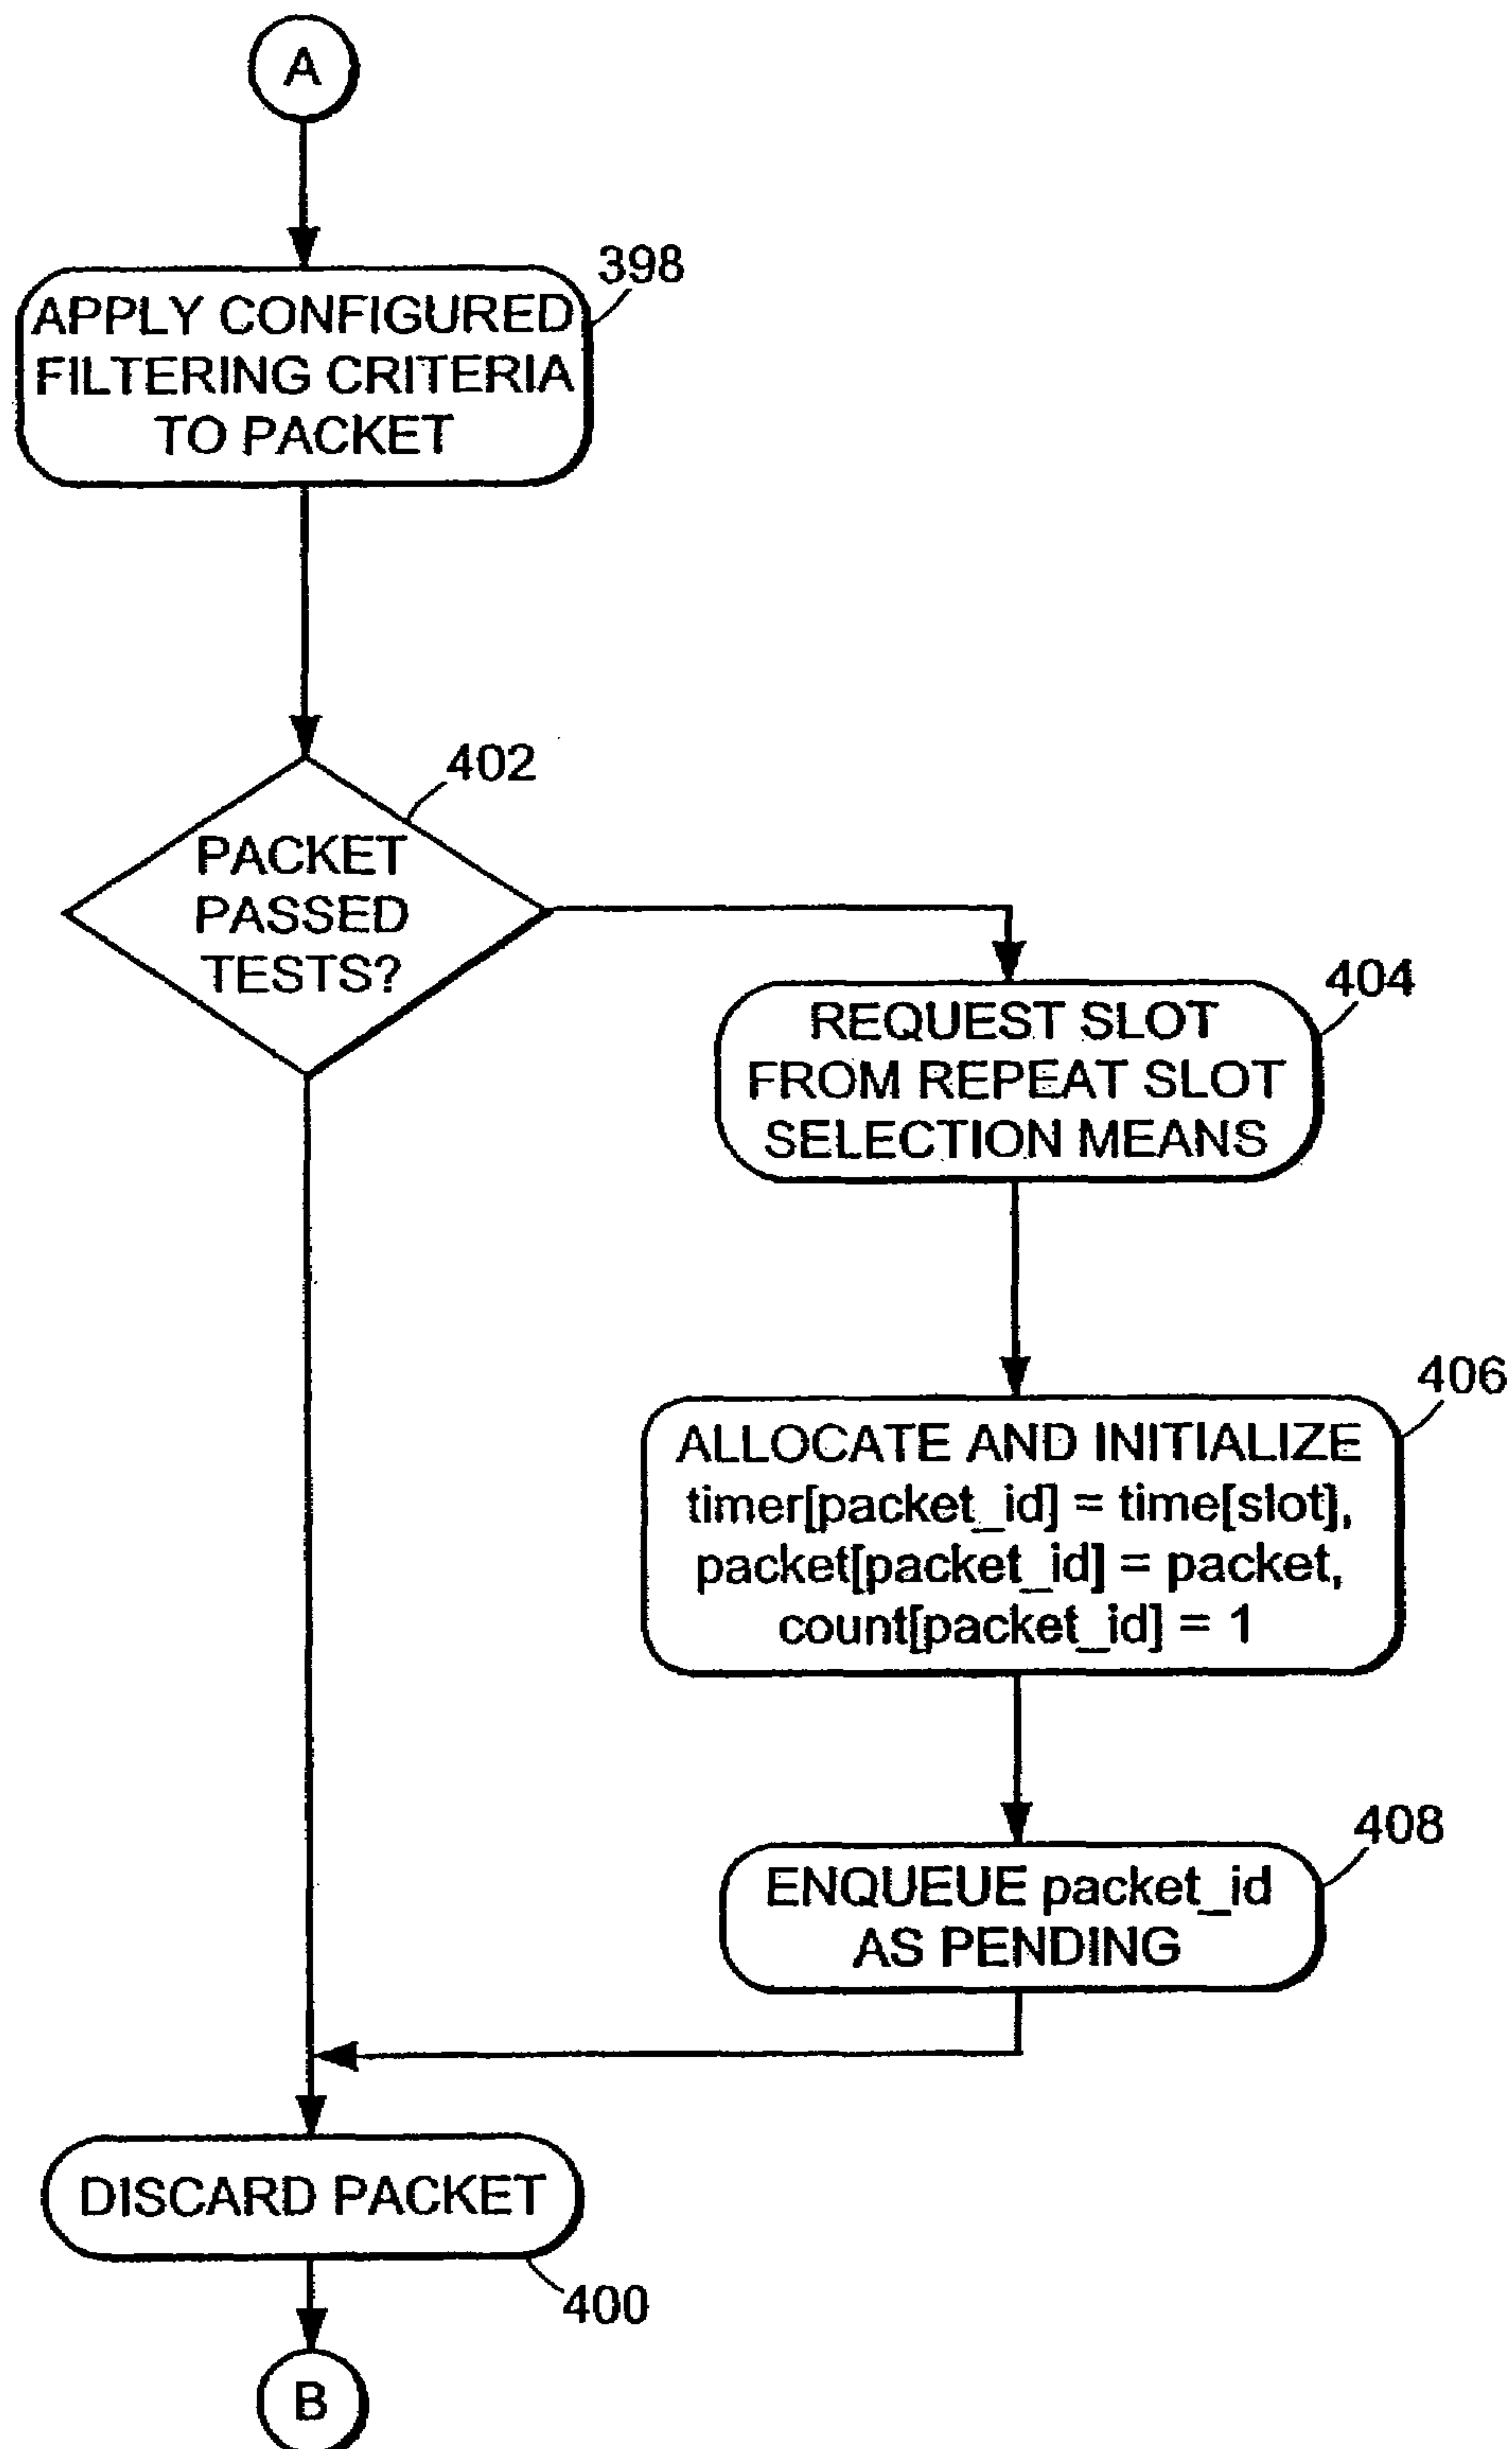 A
398
APPLY CONFIGURED
FILTERING CRITERIA
TO PACKET
402
PACKET
PASSED
TESTS?
404
REQUEST SLOT
FROM REPEAT SLOT
SELECTION MEANS
406
ALLOCATE AND INITIALIZE
timer[packet_id] = time[slot],
packet[packet_id] = packet,
count[packet_id] = 1
408
ENQUEUE packet_id
AS PENDING
DISCARD PACKET
400
B